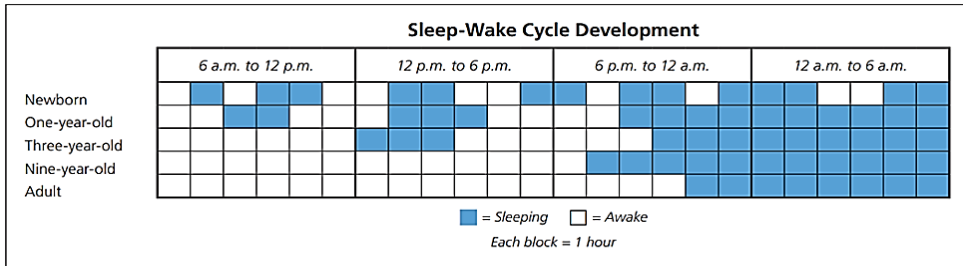 Sleep-Wake Cycle Development
6 a.m. to 12 p.m. 12 p.m. to 6 p.m. 6 p.m. to 12 a.m. 12 a.m. to 6 a.m.
Newborn
One-year-old
Three-year-old
Nine-year-old
Adult
= Sleeping = Awake
Each block = 1 hour